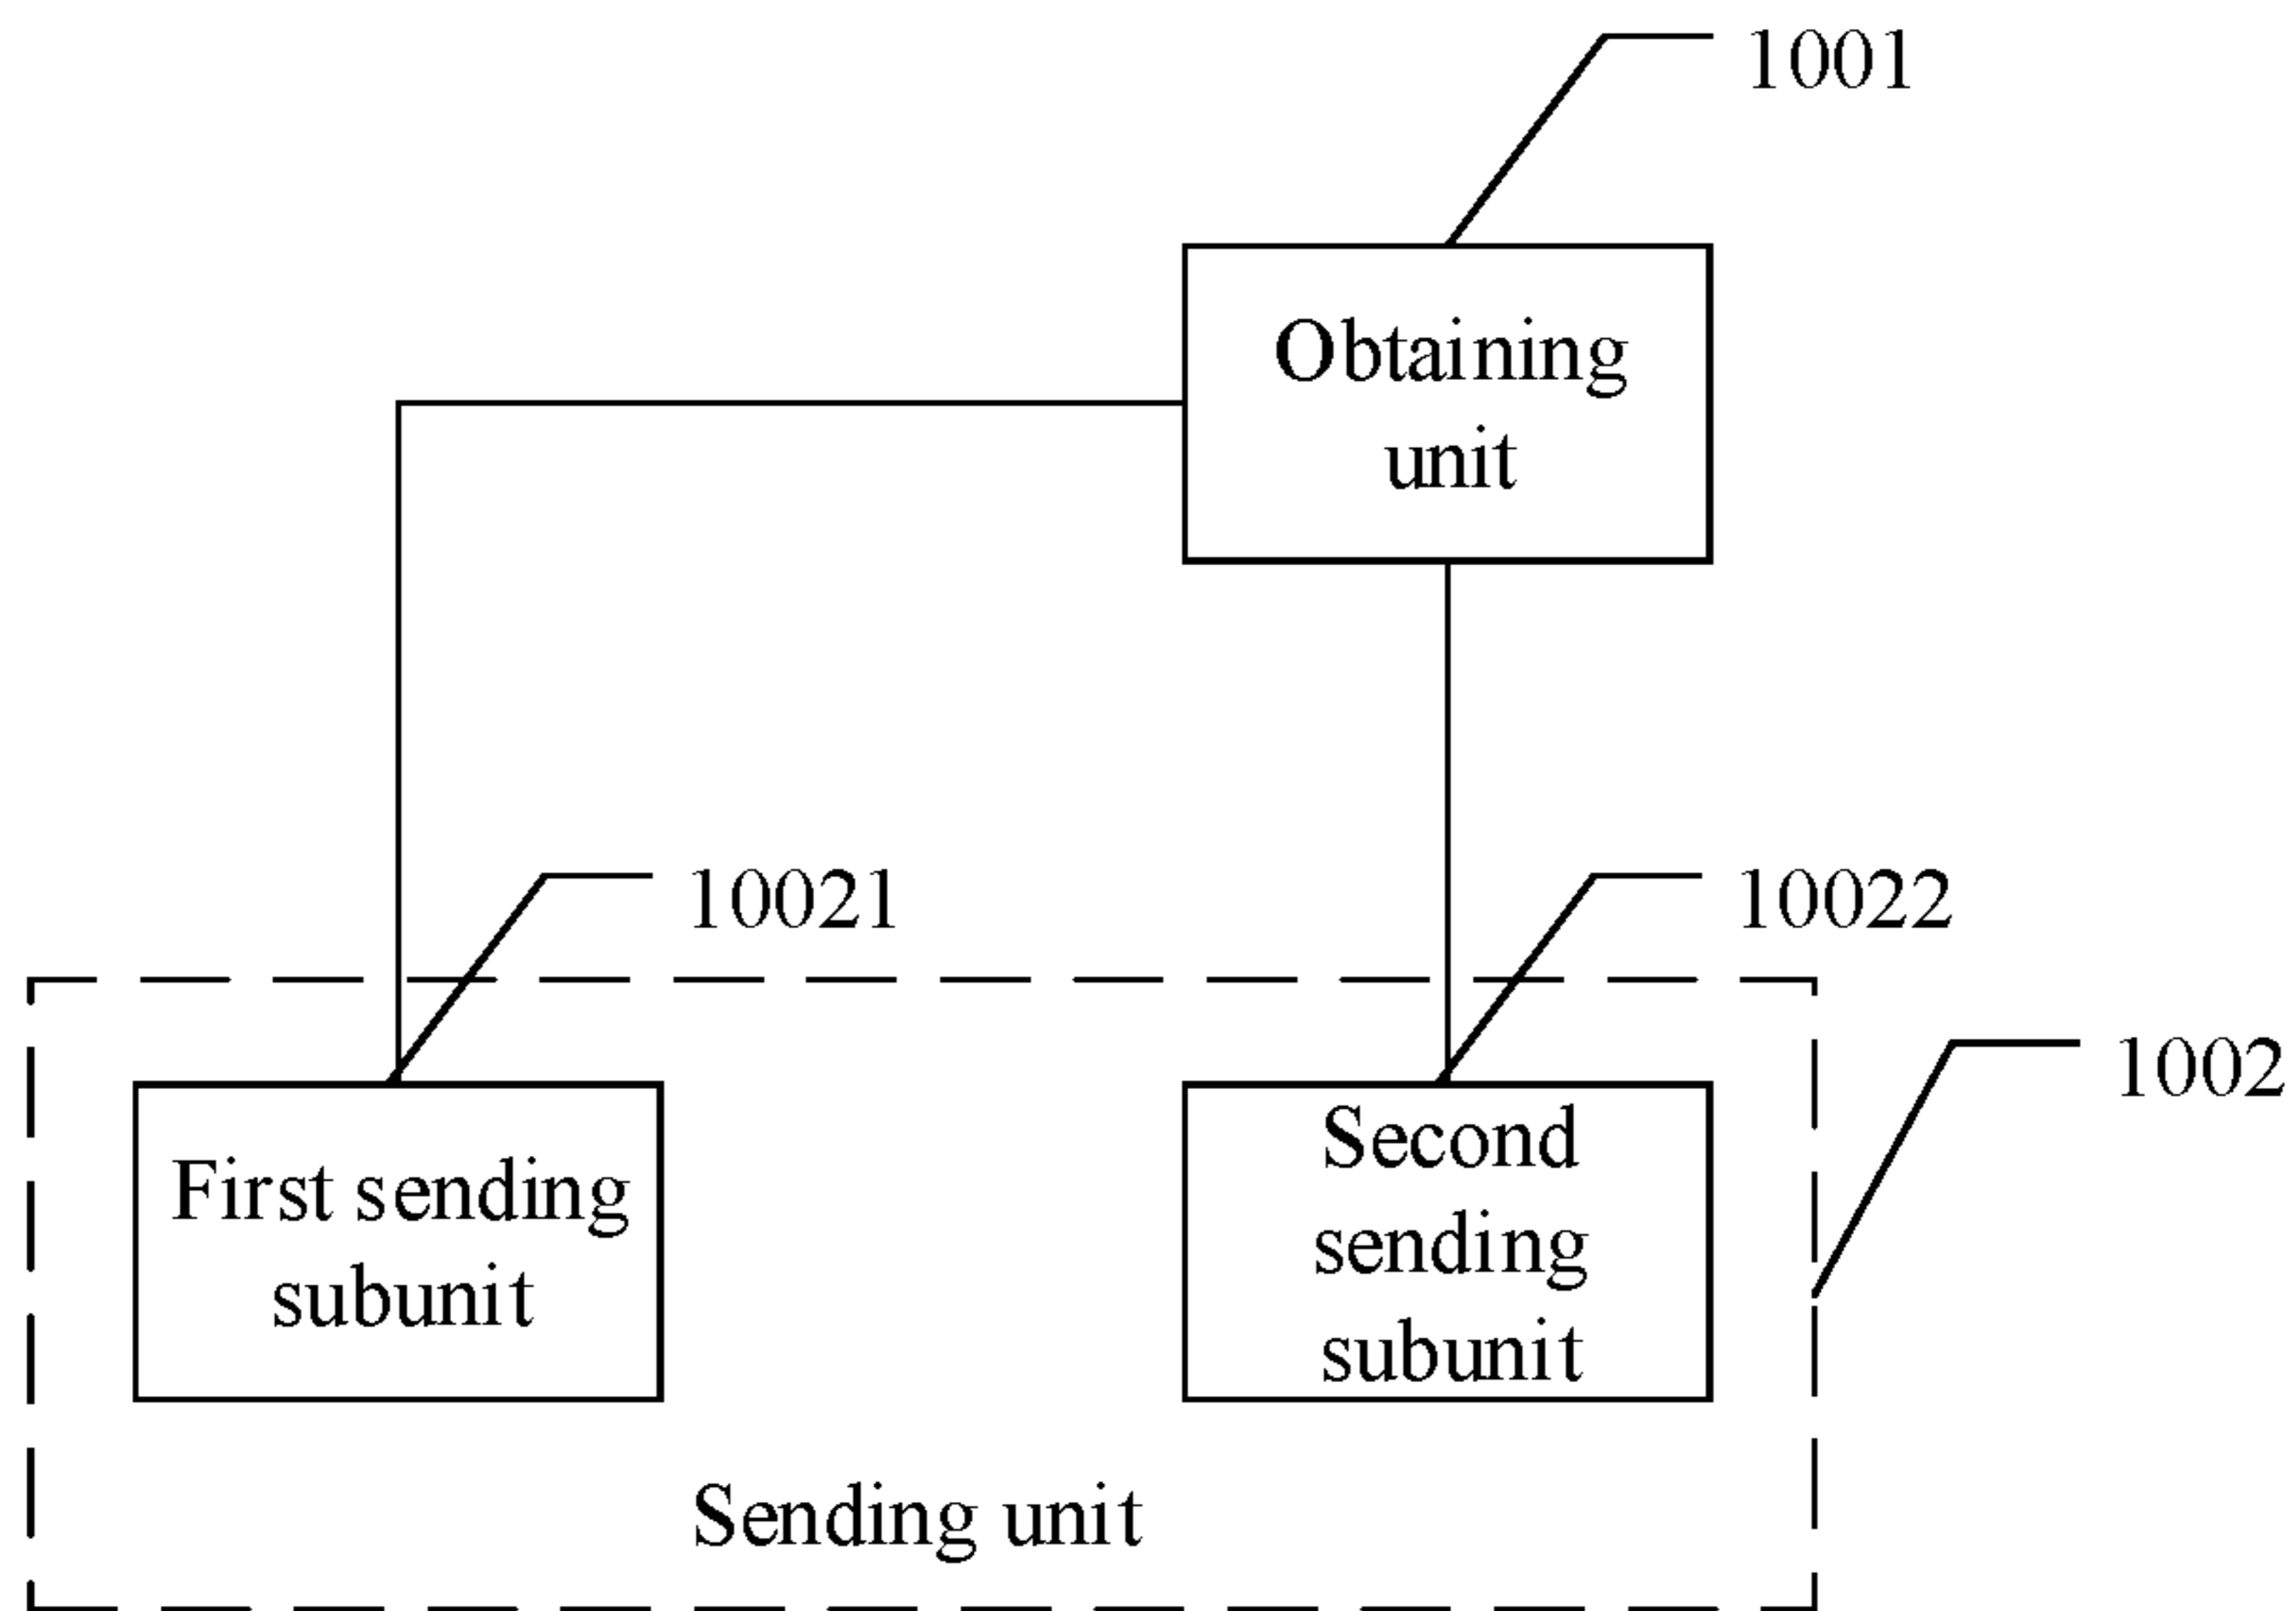 1001
Obtaining
unit
10021
10022
1002
First sending
subunit
Second
sending
subunit
Sending unit